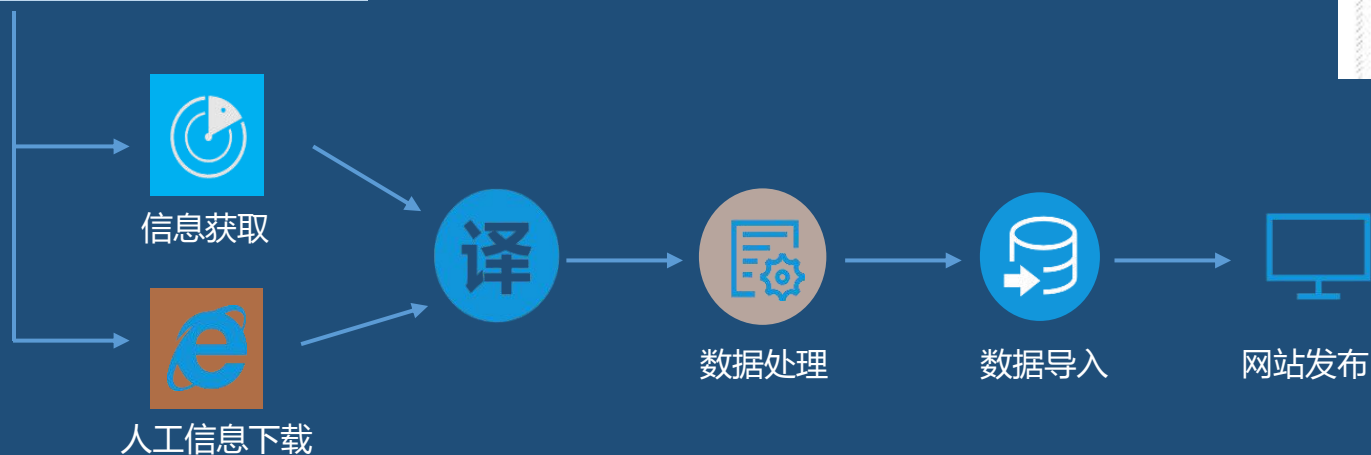 信息获取
译
数据处理
数据导入
网站发布
人工信息下载